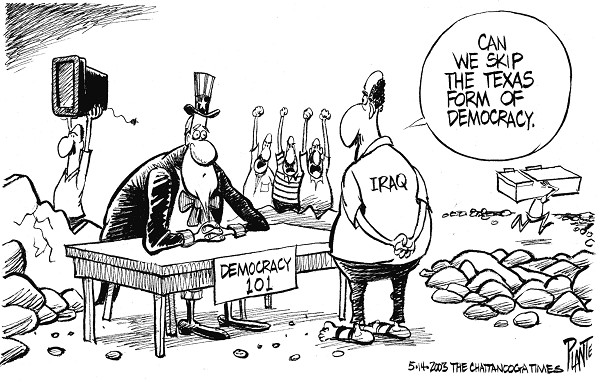 CAN
WE SKIP
THE TEXAS
FORM OF
DEMOCRACY.
IRAQ
DEMOCRACY
101
PLANTE
5-14-2003 THE CHATTANOOGA TIMES